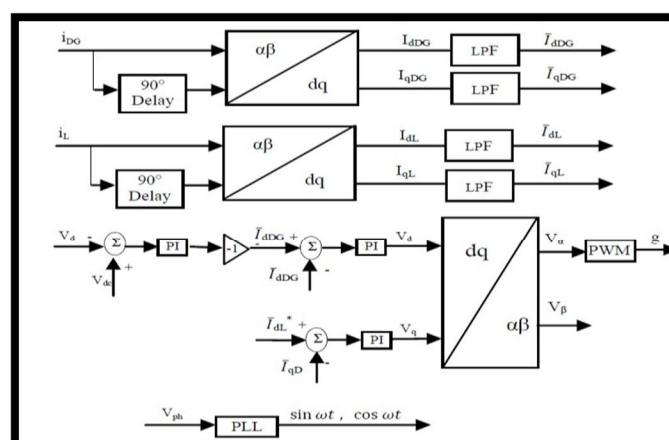 i_DG
αβ
dq
90°
Delay
I_dDG
LPF
Ī_dDG
I_qDG
LPF
Ī_qDG
i_L
αβ
dq
90°
Delay
I_dL
LPF
Ī_dL
I_qL
LPF
Ī_qL
V_d
-
Σ
+
V_dc
PI
-1
Ī_dDG
-
+
Σ
-
Ī_dDG
PI
V_d
dq
αβ
V_α
PWM
g
V_β
Ī_dL* +
Σ
-
Ī_qD
PI
V_q
V_ph
PLL
sin ωt , cos ωt